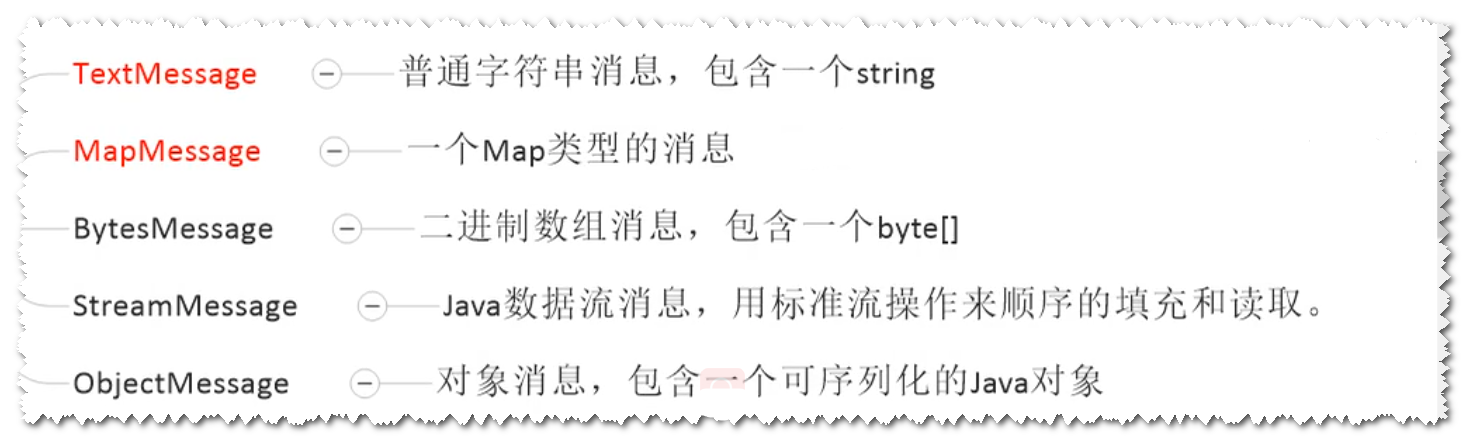 TextMessage 普通字符串消息，包含一个string
MapMessage 一个Map类型的消息
BytesMessage 二进制数组消息，包含一个byte[]
StreamMessage Java数据流消息，用标准流操作来顺序的填充和读取。
ObjectMessage 对象消息，包含一个可序列化的Java对象